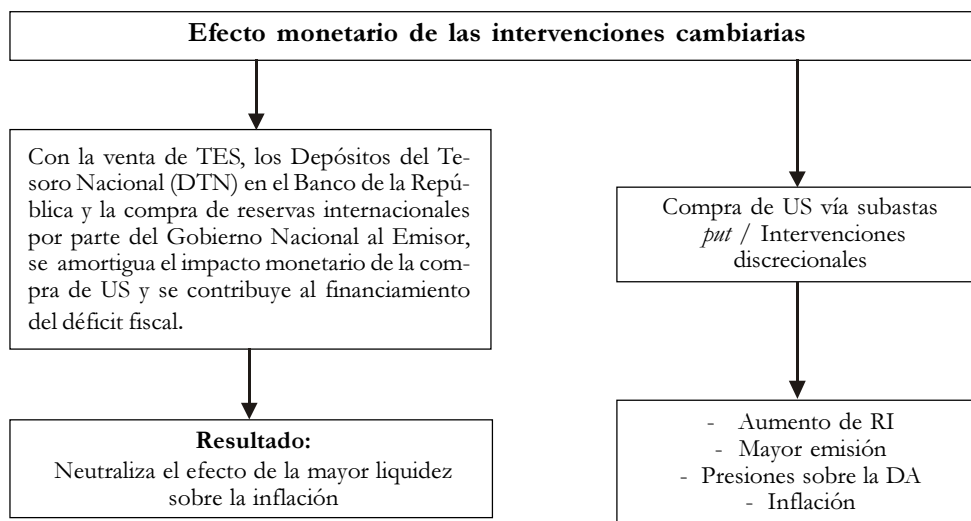 Efecto monetario de las intervenciones cambiarias
Con la venta de TES, los Depósitos del Te-
soro Nacional (DTN) en el Banco de la Repú-
blica y la compra de reservas internacionales
por parte del Gobierno Nacional al Emisor,
se amortigua el impacto monetario de la com-
pra de US y se contribuye al financiamiento
del déficit fiscal.
Resultado:
Neutraliza el efecto de la mayor liquidez
sobre la inflación
Compra de US vía subastas
put / Intervenciones
discrecionales
- Aumento de RI
- Mayor emisión
- Presiones sobre la DA
- Inflación